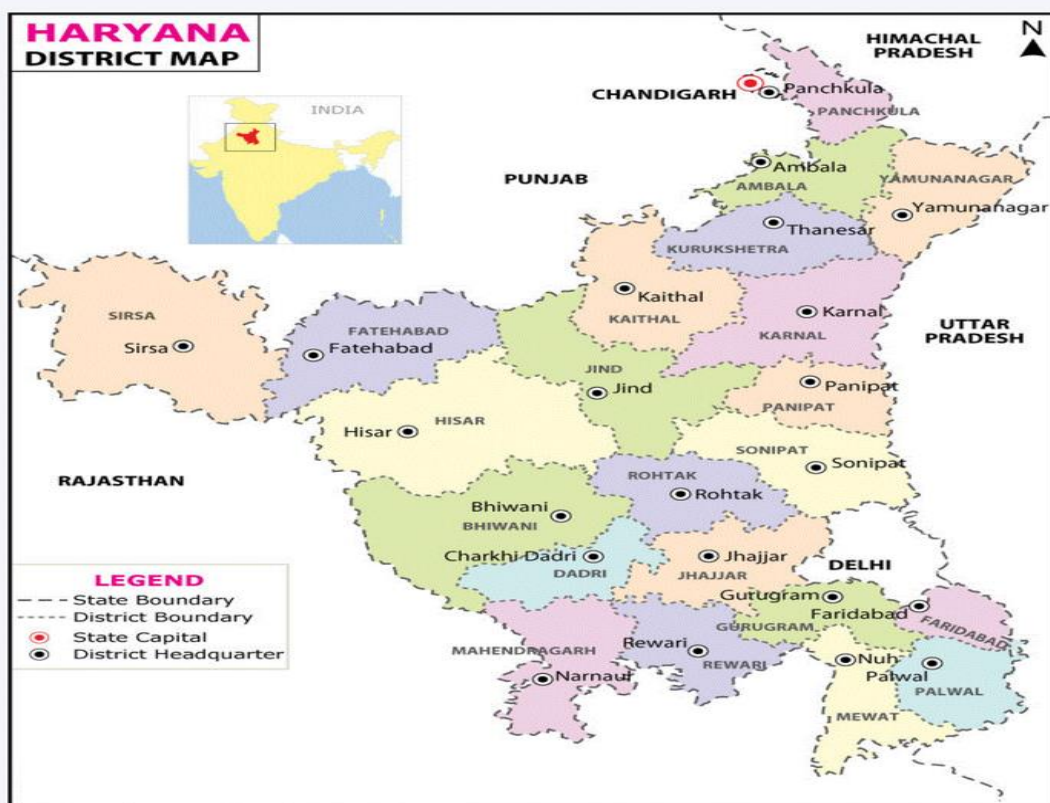 HARYANA
DISTRICT MAP
N
HIMACHAL
PRADESH
INDIA
CHANDIGARH
Panchkula
PANCHKULA
PUNJAB
Ambala
AMBALA
YAMUNANAGAR
Yamunanagar
Thanesar
KURUKSHETRA
Kaithal
KAITHAL
Karnal
KARNAL
UTTAR
PRADESH
SIRSA
Sirsa
FATEHABAD
Fatehabad
JIND
Jind
Panipat
PANIPAT
HISAR
Hisar
SONIPAT
Sonipat
RAJASTHAN
ROHTAK
Rohtak
Bhiwani
BHIWANI
Charkhi Dadri
DADRI
Jhajjar
JHAJJAR
DELHI
Gurugram
GURUGRAM
Faridabad
FARIDABAD
MAHENDRAGARH
Narnaul
Rewari
REWARI
Nuh
Palwal
PALWAL
MEWAT
LEGEND
State Boundary
District Boundary
State Capital
District Headquarter